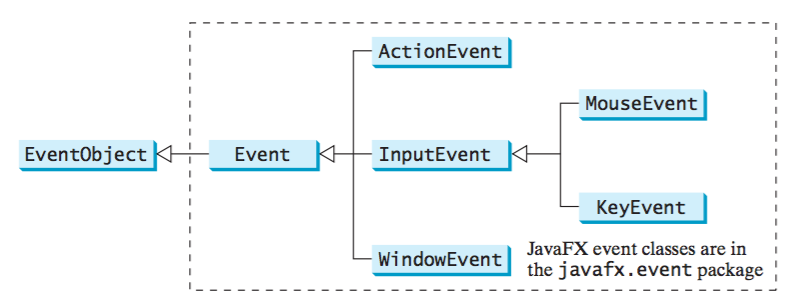 ActionEvent
MouseEvent
EventObject
Event
InputEvent
KeyEvent
WindowEvent
JavaFX event classes are in
the javafx.event package